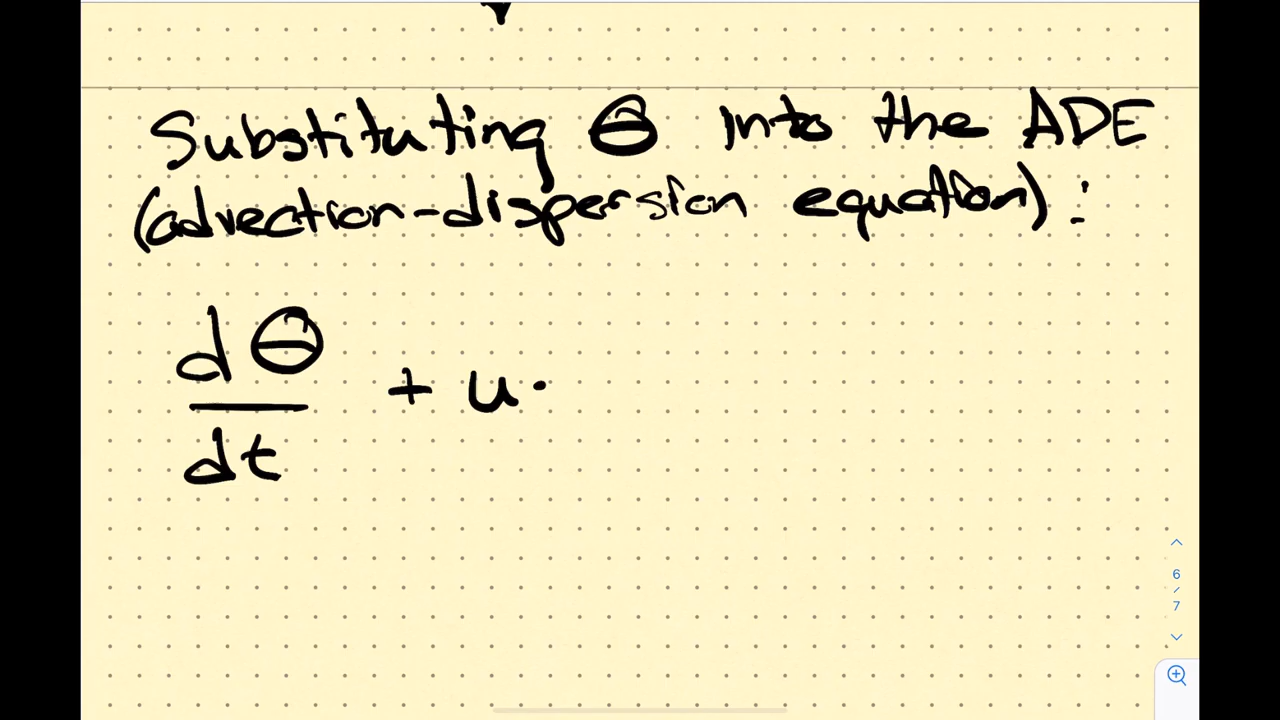 Substituting Θ into the ADE
(advection-dispersion equation):
dΘ
+ u·
dt
6
/
7